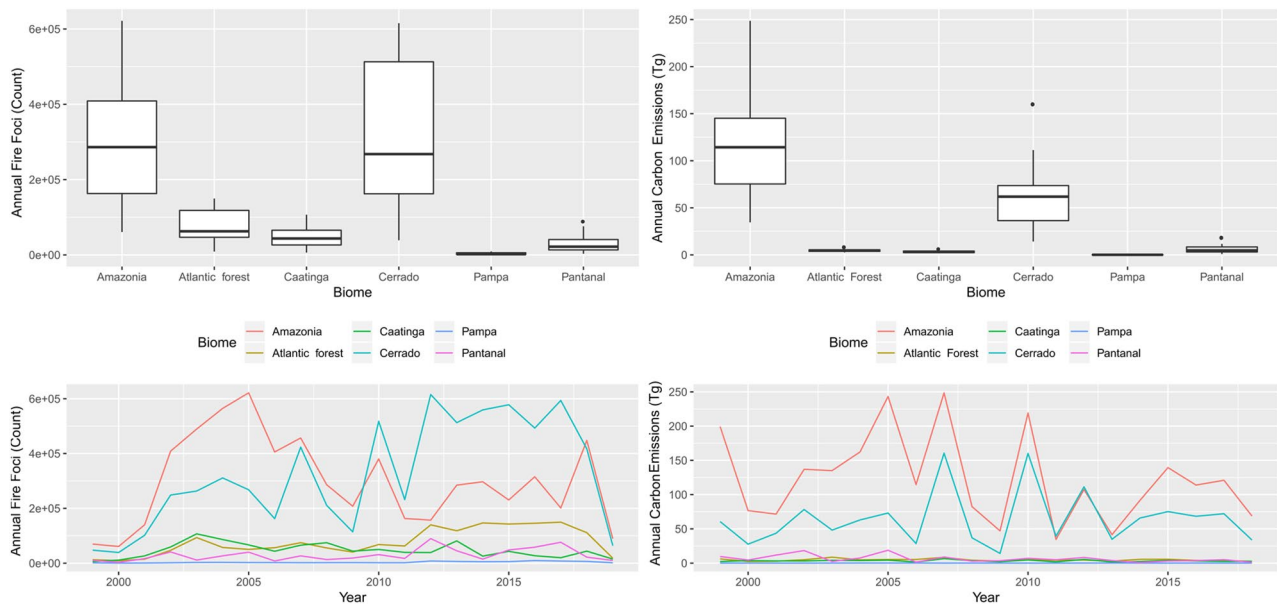 Annual Fire Foci (Count)
6e+05
4e+05
2e+05
0e+00
Amazonia Atlantic forest Caatinga Cerrado Pampa Pantanal
Biome
Annual Carbon Emissions (Tg)
250
200
150
100
50
0
Amazonia Atlantic Forest Caatinga Cerrado Pampa Pantanal
Biome
Biome
Amazonia Caatinga Pampa
Atlantic forest Cerrado Pantanal
Annual Fire Foci (Count)
6e+05
4e+05
2e+05
0e+00
2000 2005 2010 2015
Year
Biome
Amazonia Caatinga Pampa
Atlantic Forest Cerrado Pantanal
Annual Carbon Emissions (Tg)
250
200
150
100
50
0
2000 2005 2010 2015
Year